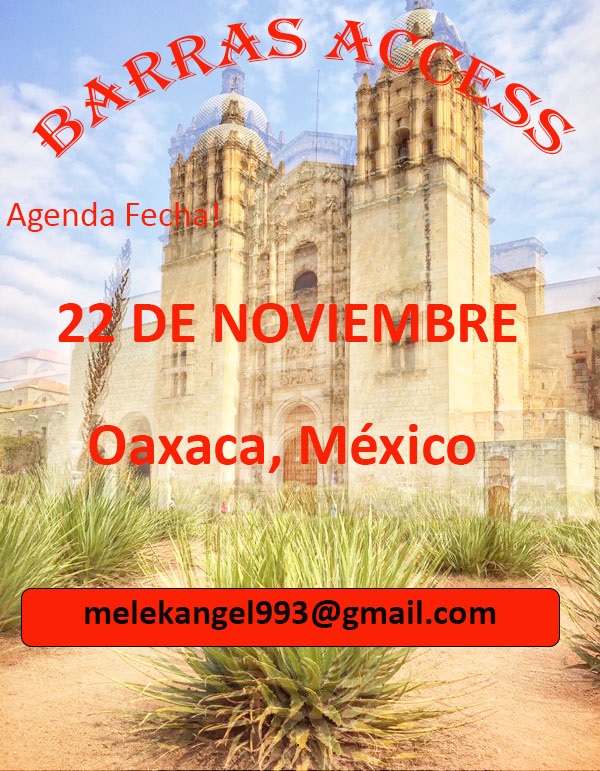 BARRAS ACCESS
Agenda Fecha!
22 DE NOVIEMBRE
Oaxaca, México
melekangel993@gmail.com